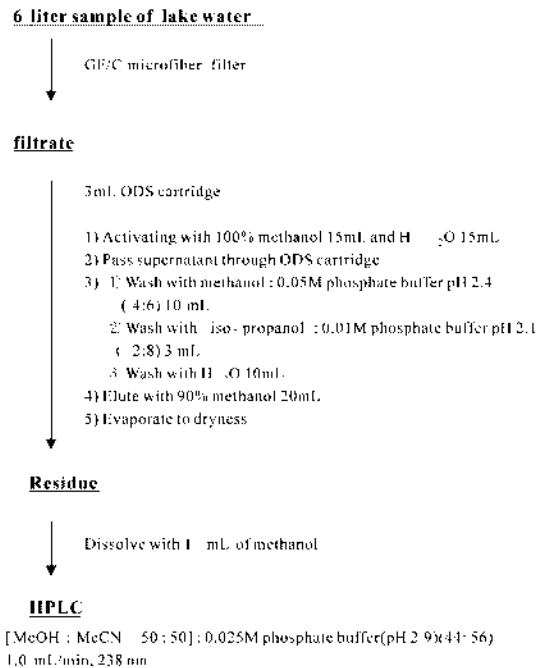 6 liter sample of lake water
GF/C microfiber filter
filtrate
3mL ODS cartridge
1) Activating with 100% methanol 15mL and H2O 15mL
2) Pass supernatant through ODS cartridge
3) 1) Wash with methanol : 0.05M phosphate buffer pH 2.4
( 4:6) 10 mL
2) Wash with iso-propanol : 0.01M phosphate buffer pH 2.1
( 2:8) 3 mL
3 Wash with H2O 10mL
4) Elute with 90% methanol 20mL
5) Evaporate to dryness
Residue
Dissolve with 1 mL of methanol
HPLC
[MeOH : MeCN 50 : 50] : 0.025M phosphate buffer(pH 2.9)(44:56)
1.0 mL/min, 238 nm